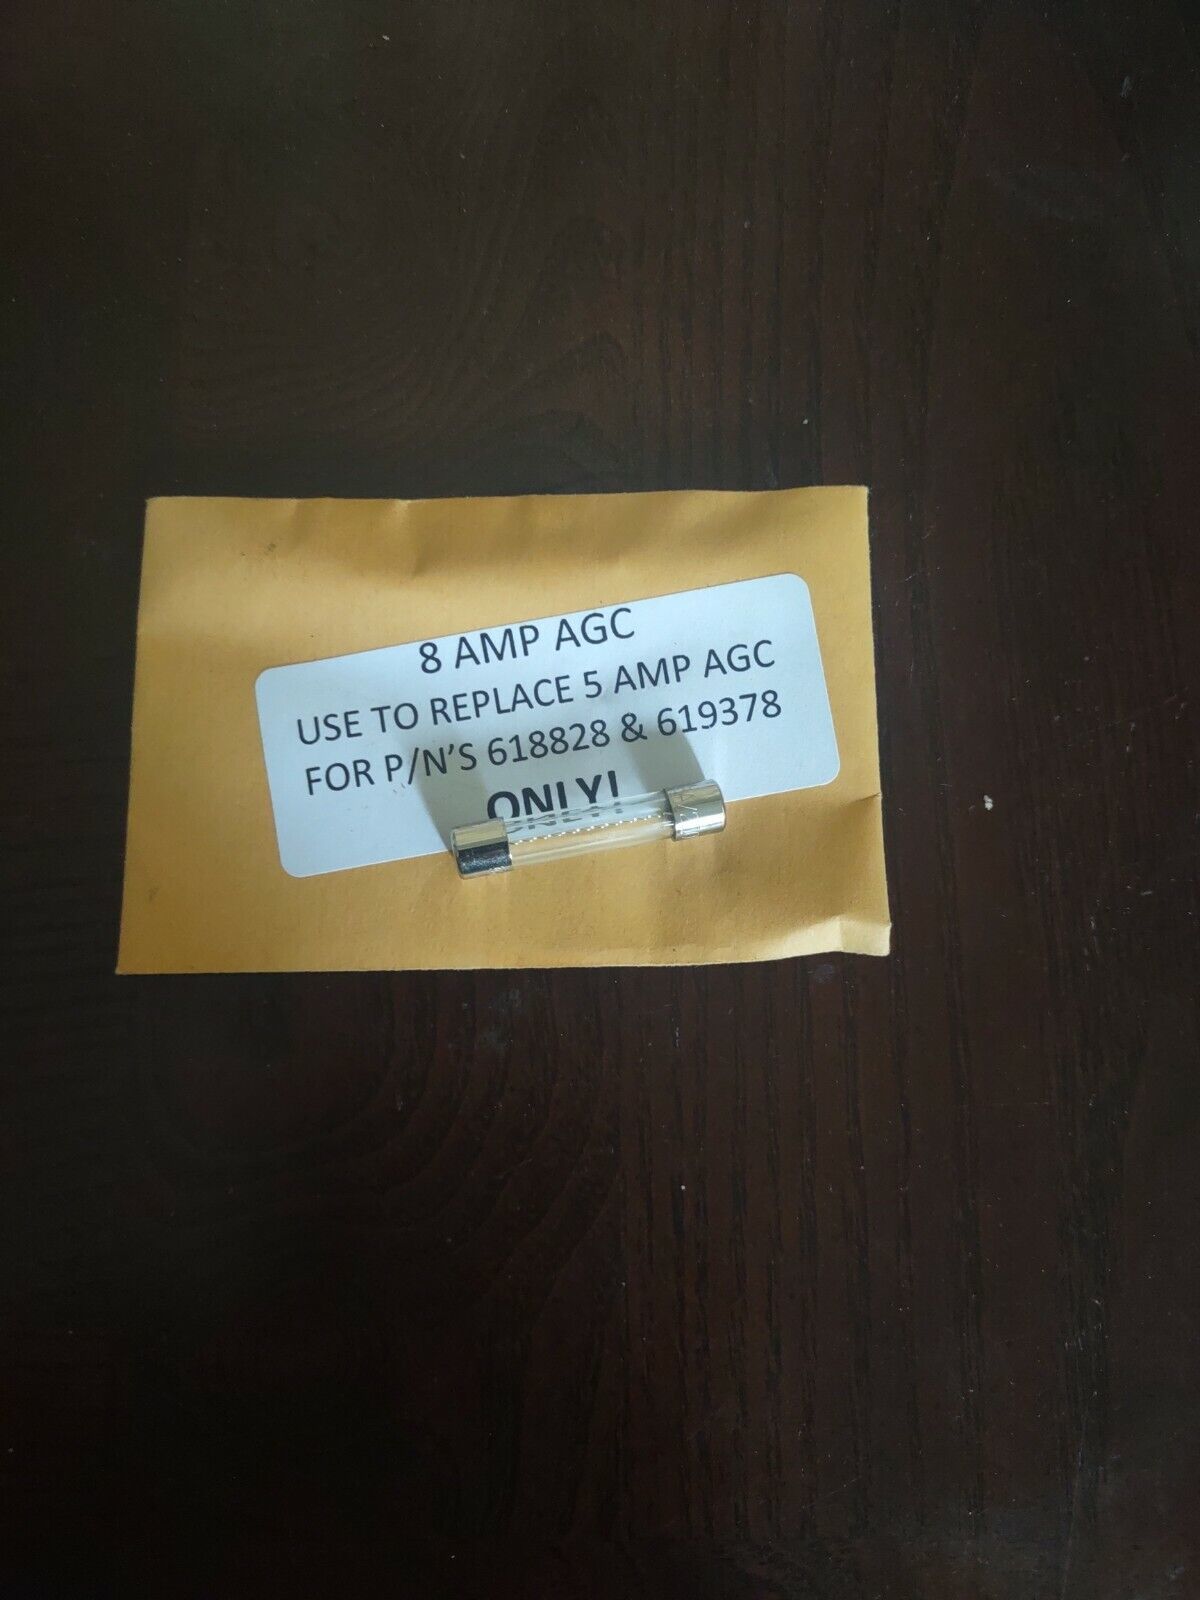 8 AMP AGC
USE TO REPLACE 5 AMP AGC
FOR P/N'S 618828 & 619378
ONLY!